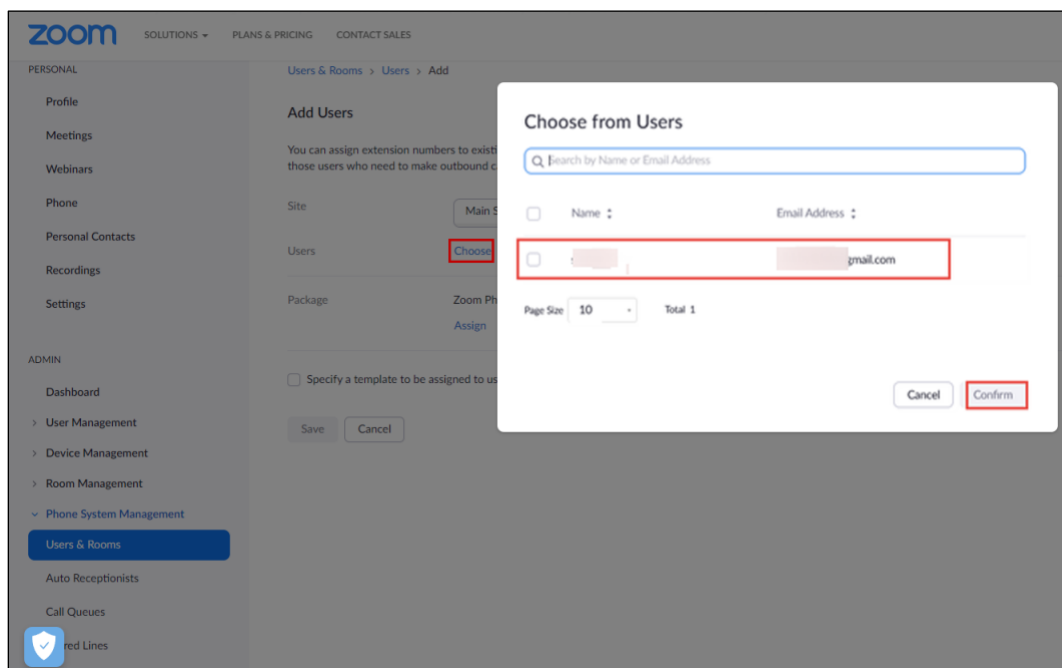 zoom SOLUTIONS PLANS & PRICING CONTACT SALES
PERSONAL
Profile
Meetings
Webinars
Phone
Personal Contacts
Recordings
Settings
ADMIN
Dashboard
User Management
Device Management
Room Management
Phone System Management
Users & Rooms
Auto Receptionists
Call Queues
red Lines
Users & Rooms > Users > Add
Add Users
You can assign extension numbers to existi
those users who need to make outbound c
Site Main S
Users Choose
Package Zoom Ph
Assign
Specify a template to be assigned to us
Save Cancel
Choose from Users
Search by Name or Email Address
Name Email Address
gmail.com
Page Size 10 Total 1
Cancel Confirm